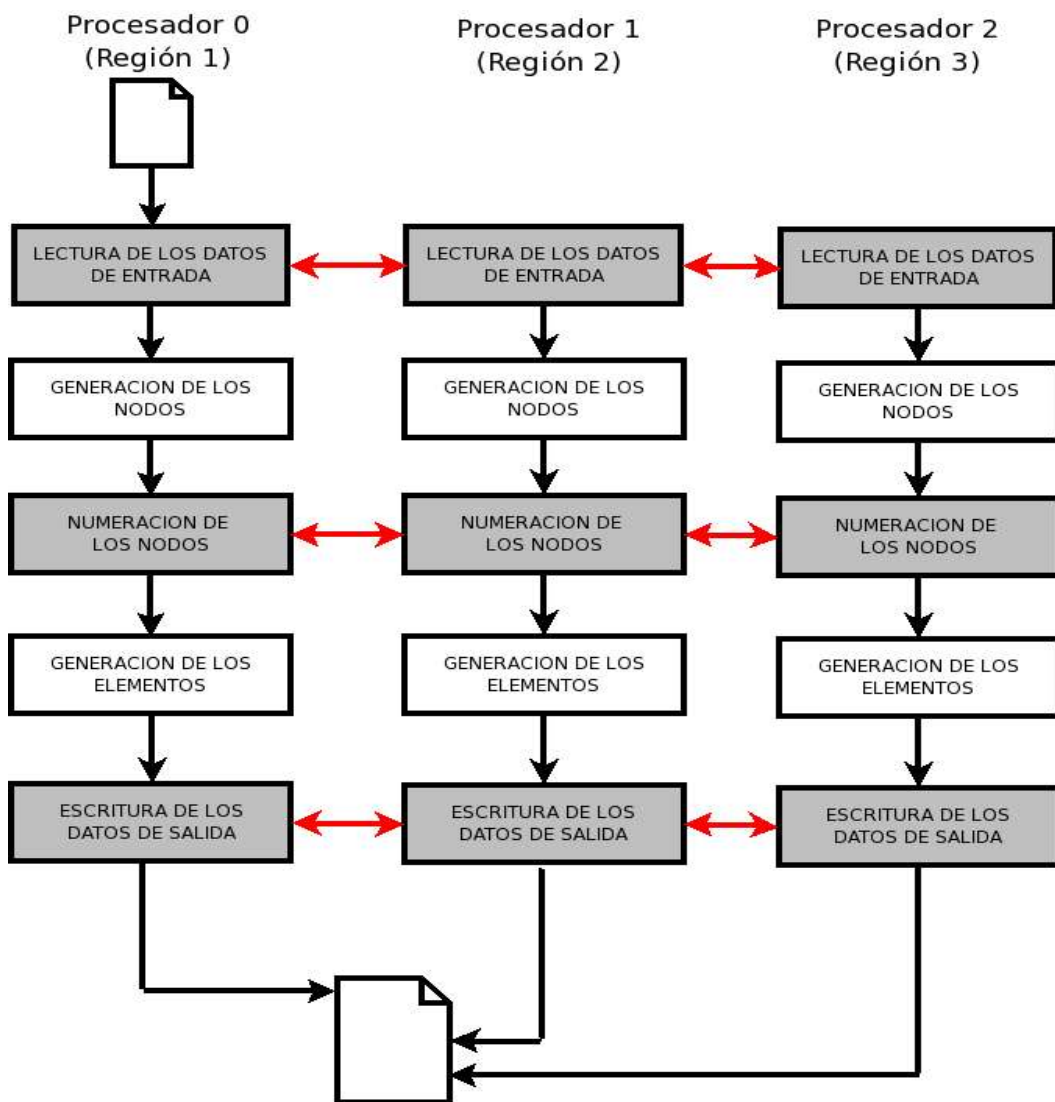 Procesador 0
(Región 1)
Procesador 1
(Región 2)
Procesador 2
(Región 3)
LECTURA DE LOS DATOS
DE ENTRADA
LECTURA DE LOS DATOS
DE ENTRADA
LECTURA DE LOS DATOS
DE ENTRADA
GENERACION DE LOS
NODOS
GENERACION DE LOS
NODOS
GENERACION DE LOS
NODOS
NUMERACION DE
LOS NODOS
NUMERACION DE
LOS NODOS
NUMERACION DE
LOS NODOS
GENERACION DE LOS
ELEMENTOS
GENERACION DE LOS
ELEMENTOS
GENERACION DE LOS
ELEMENTOS
ESCRITURA DE LOS
DATOS DE SALIDA
ESCRITURA DE LOS
DATOS DE SALIDA
ESCRITURA DE LOS
DATOS DE SALIDA